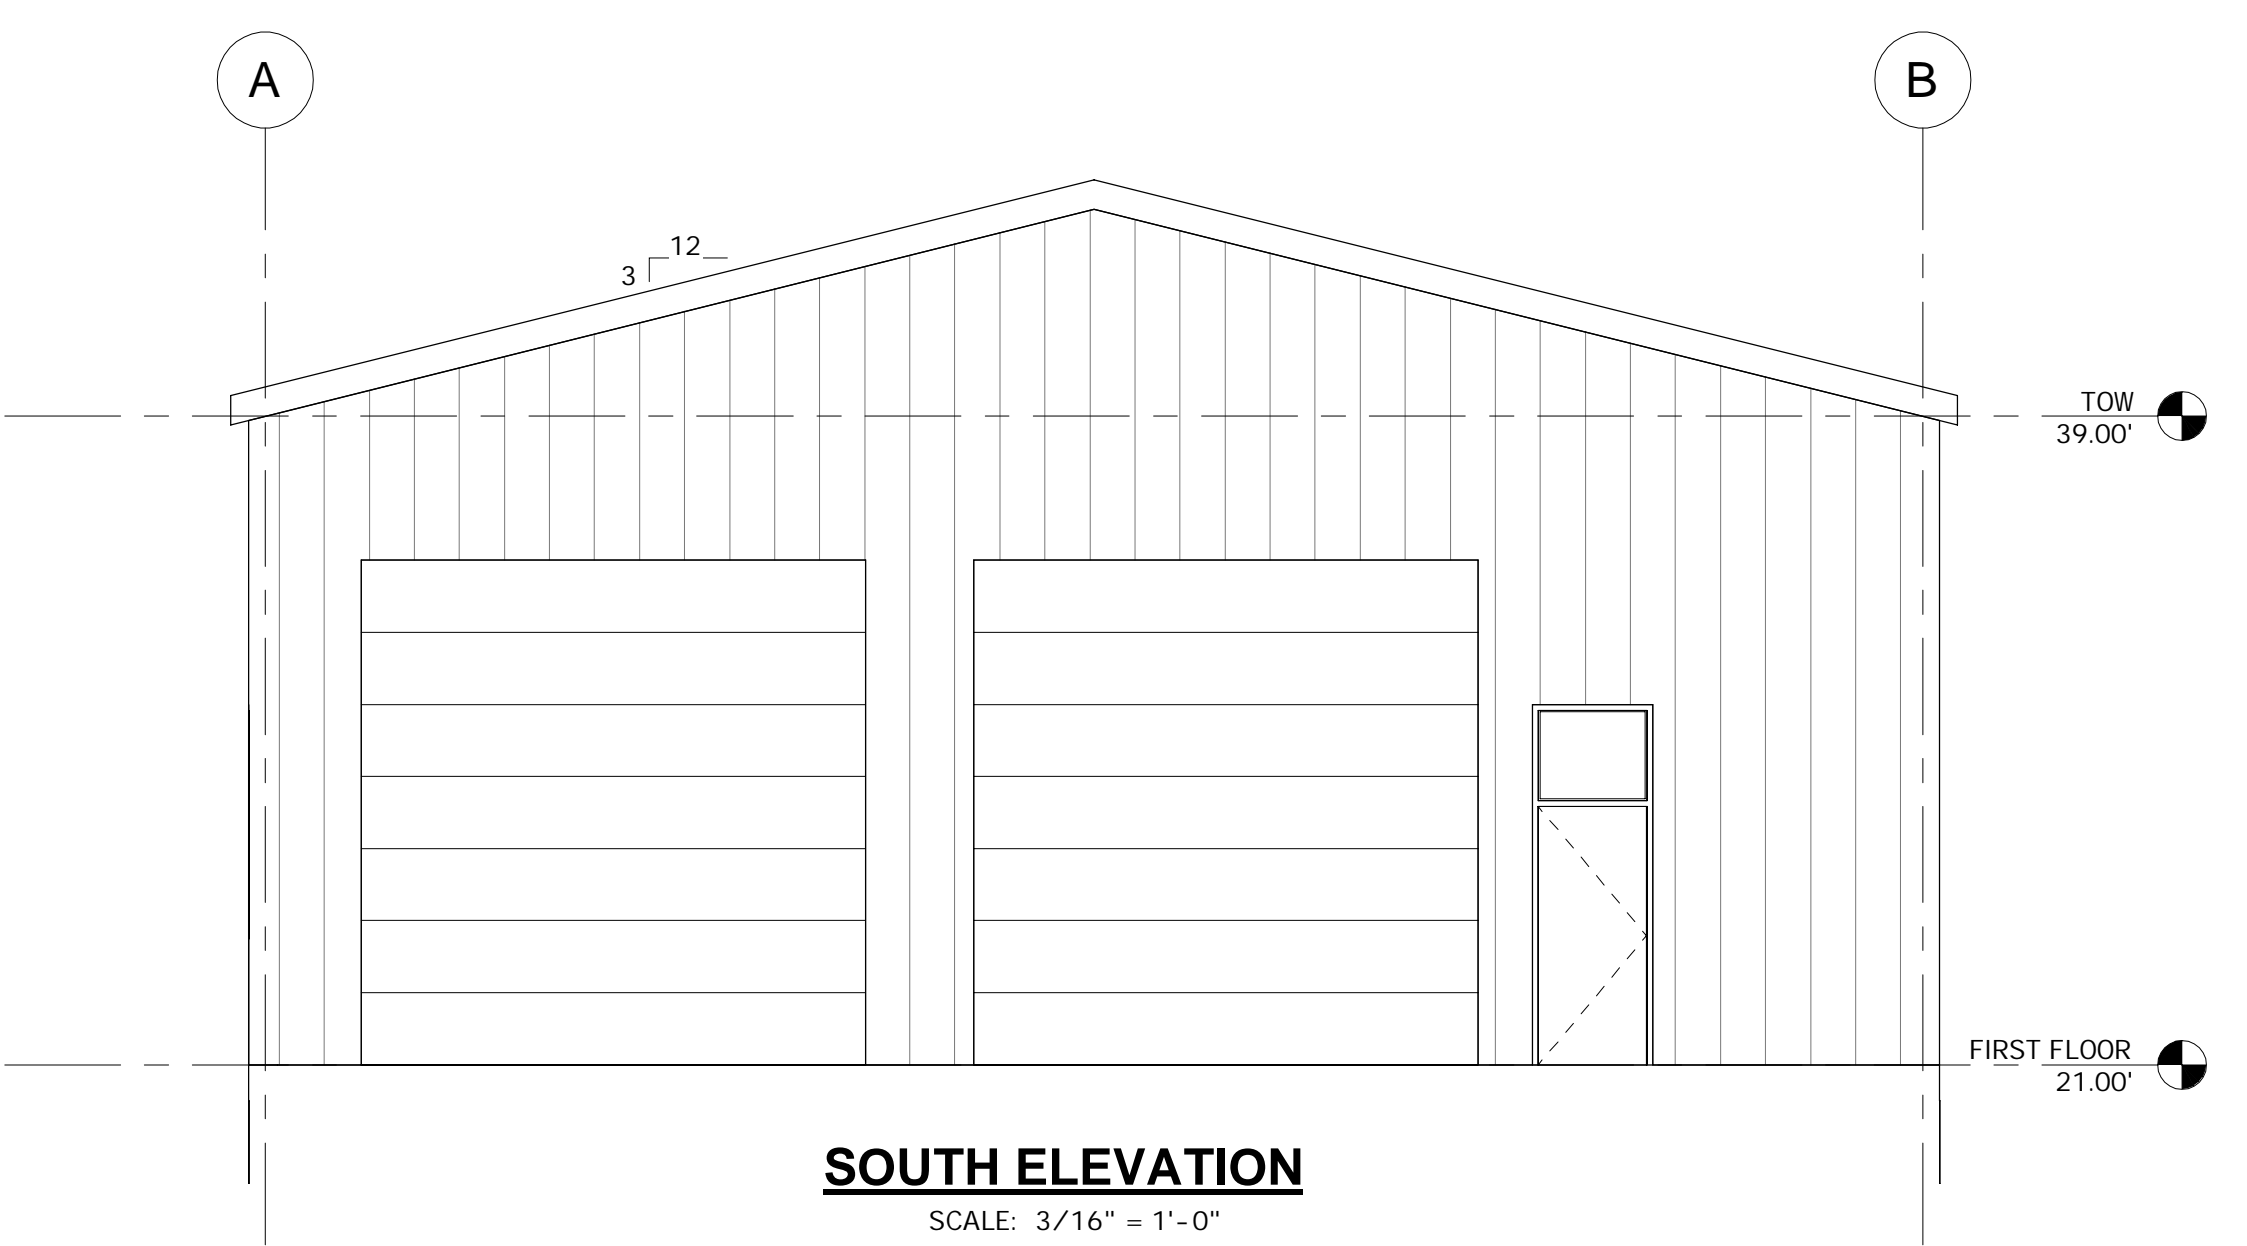 A
B
12
3
TOW
39.00'
FIRST FLOOR
21.00'
SOUTH ELEVATION
SCALE: 3/16" = 1'-0"